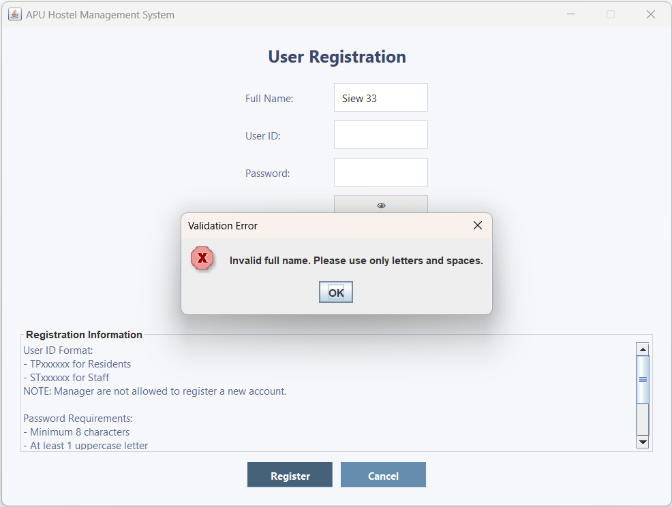 APU Hostel Management System
User Registration
Full Name:
Siew 33
User ID:
Password:
Validation Error
X
Invalid full name. Please use only letters and spaces.
OK
Registration Information
User ID Format:
- TPxxxxxx for Residents
- STxxxxxx for Staff
NOTE: Manager are not allowed to register a new account.
Password Requirements:
- Minimum 8 characters
- At least 1 uppercase letter
Register
Cancel